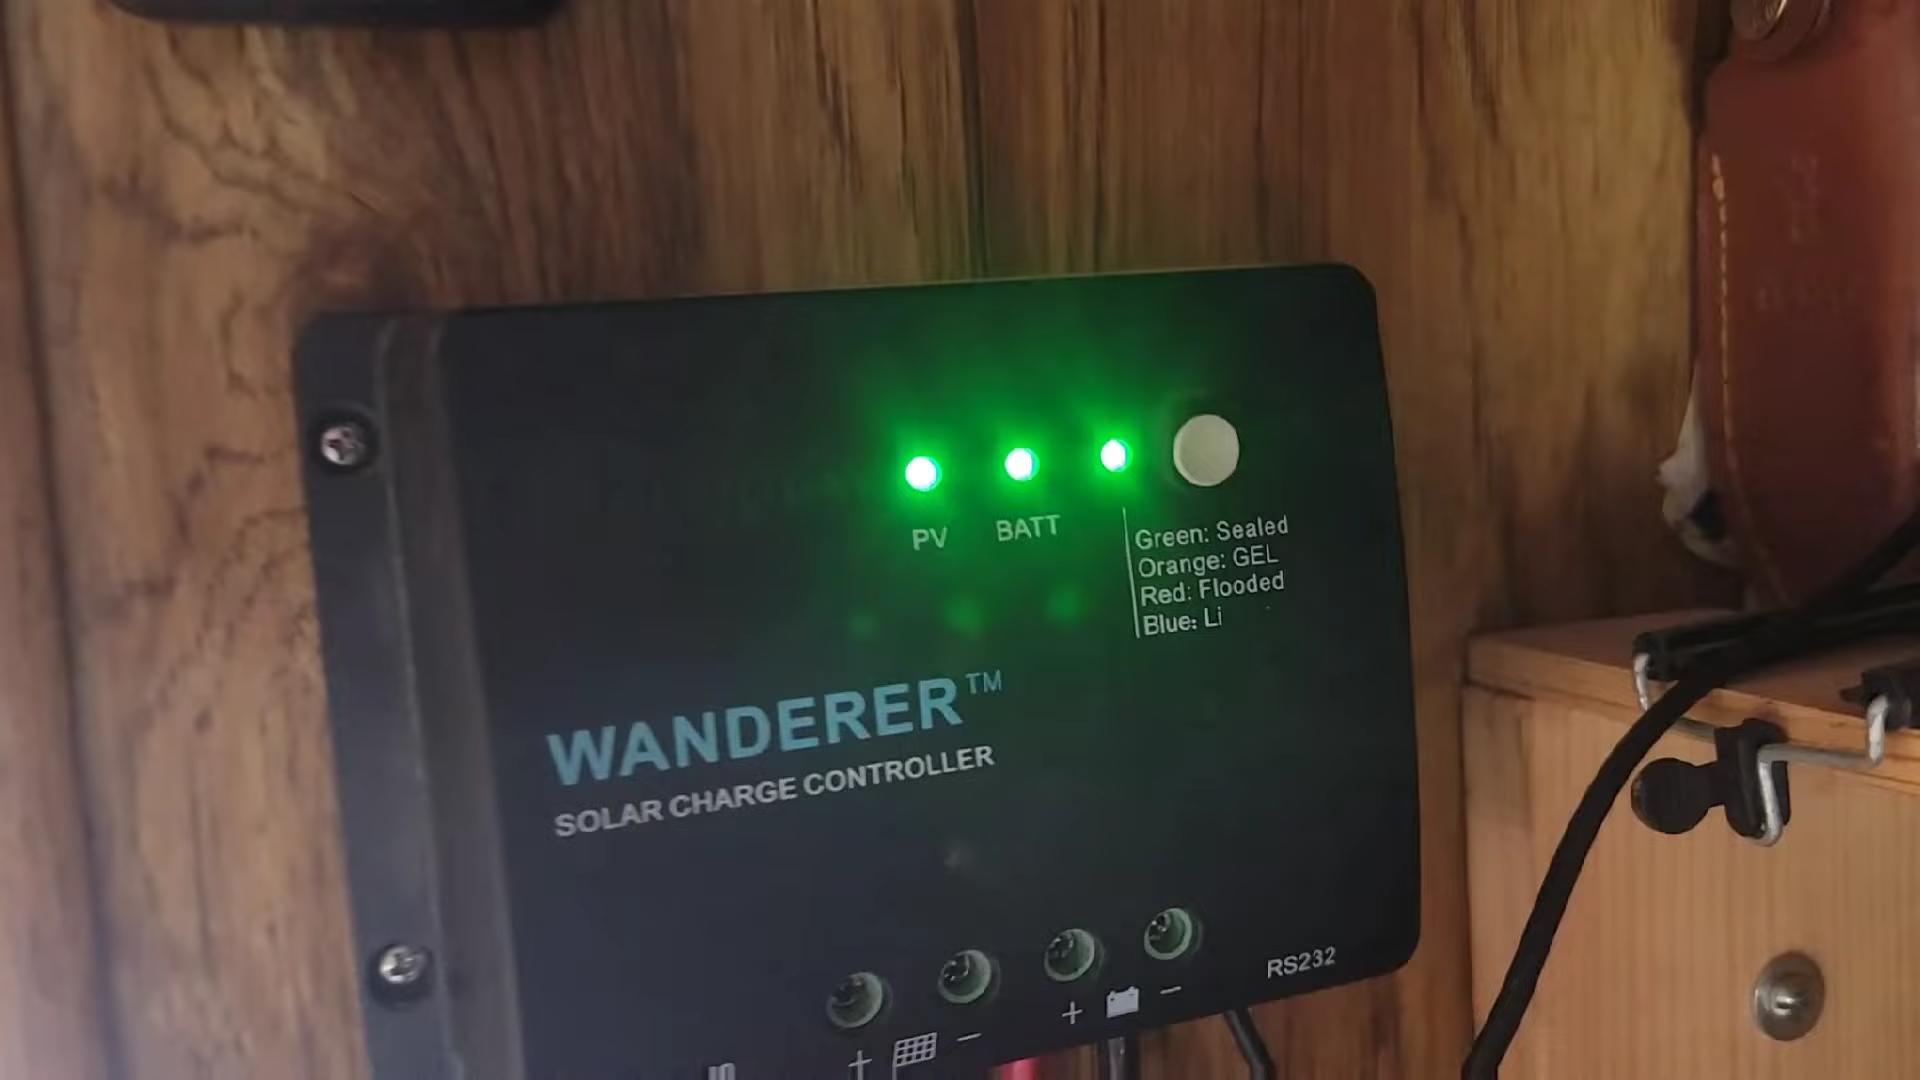 PV BATT
Green: Sealed
Orange: GEL
Red: Flooded
Blue: Li
WANDERER™
SOLAR CHARGE CONTROLLER
RS232
+ - + -